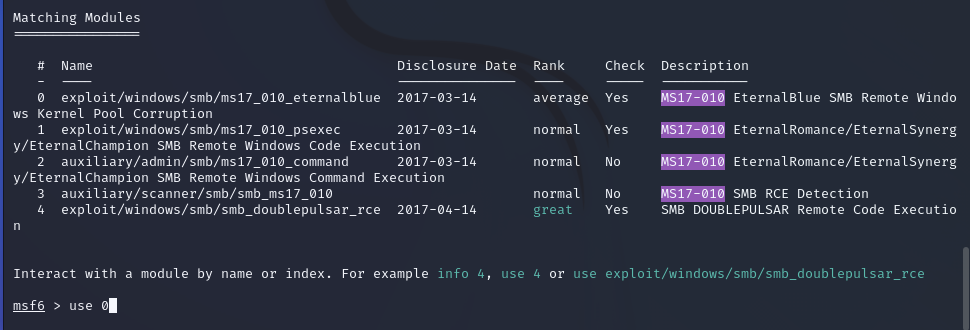 Matching Modules
================
#  Name                                      Disclosure Date  Rank     Check  Description
-  ----                                      ---------------  ----     -----  -----------
0  exploit/windows/smb/ms17_010_eternalblue  2017-03-14       average  Yes    MS17-010 EternalBlue SMB Remote Windo
ws Kernel Pool Corruption
1  exploit/windows/smb/ms17_010_psexec       2017-03-14       normal   Yes    MS17-010 EternalRomance/EternalSynerg
y/EternalChampion SMB Remote Windows Code Execution
2  auxiliary/admin/smb/ms17_010_command      2017-03-14       normal   No     MS17-010 EternalRomance/EternalSynerg
y/EternalChampion SMB Remote Windows Command Execution
3  auxiliary/scanner/smb/smb_ms17_010                         normal   No     MS17-010 SMB RCE Detection
4  exploit/windows/smb/smb_doublepulsar_rce  2017-04-14       great    Yes    SMB DOUBLEPULSAR Remote Code Executio
n
Interact with a module by name or index. For example info 4, use 4 or use exploit/windows/smb/smb_doublepulsar_rce
msf6 > use 0